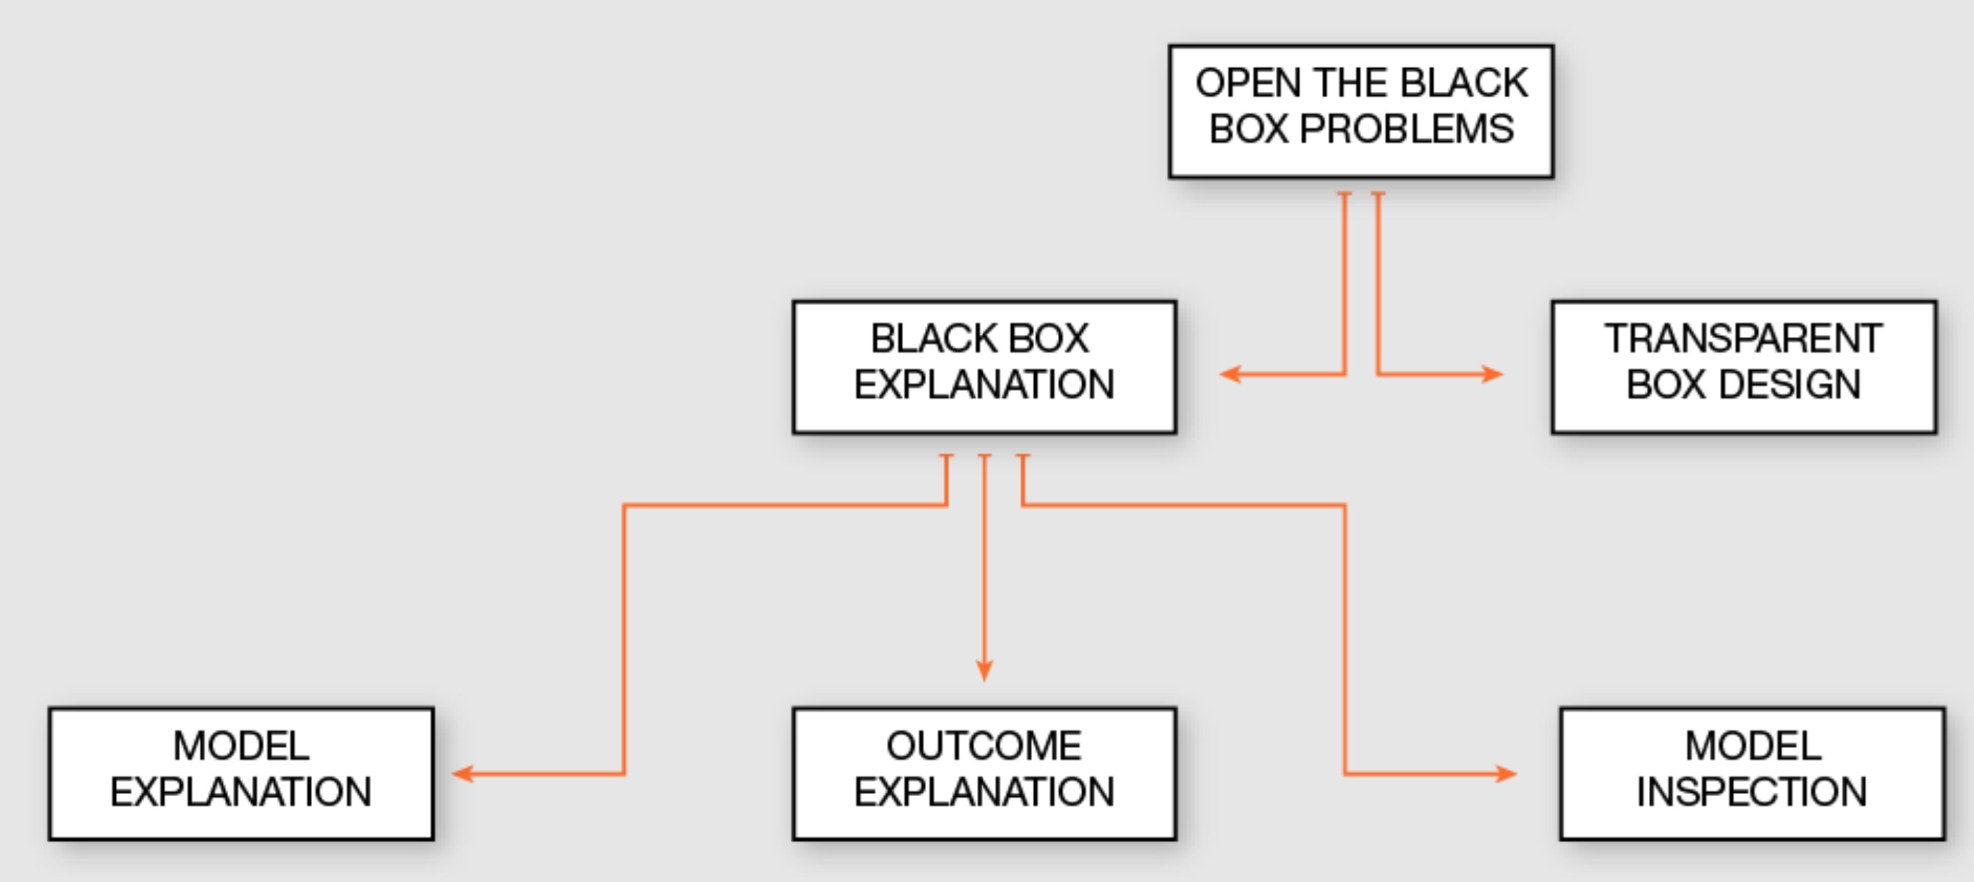 OPEN THE BLACK
BOX PROBLEMS
BLACK BOX
EXPLANATION
TRANSPARENT
BOX DESIGN
MODEL
EXPLANATION
OUTCOME
EXPLANATION
MODEL
INSPECTION